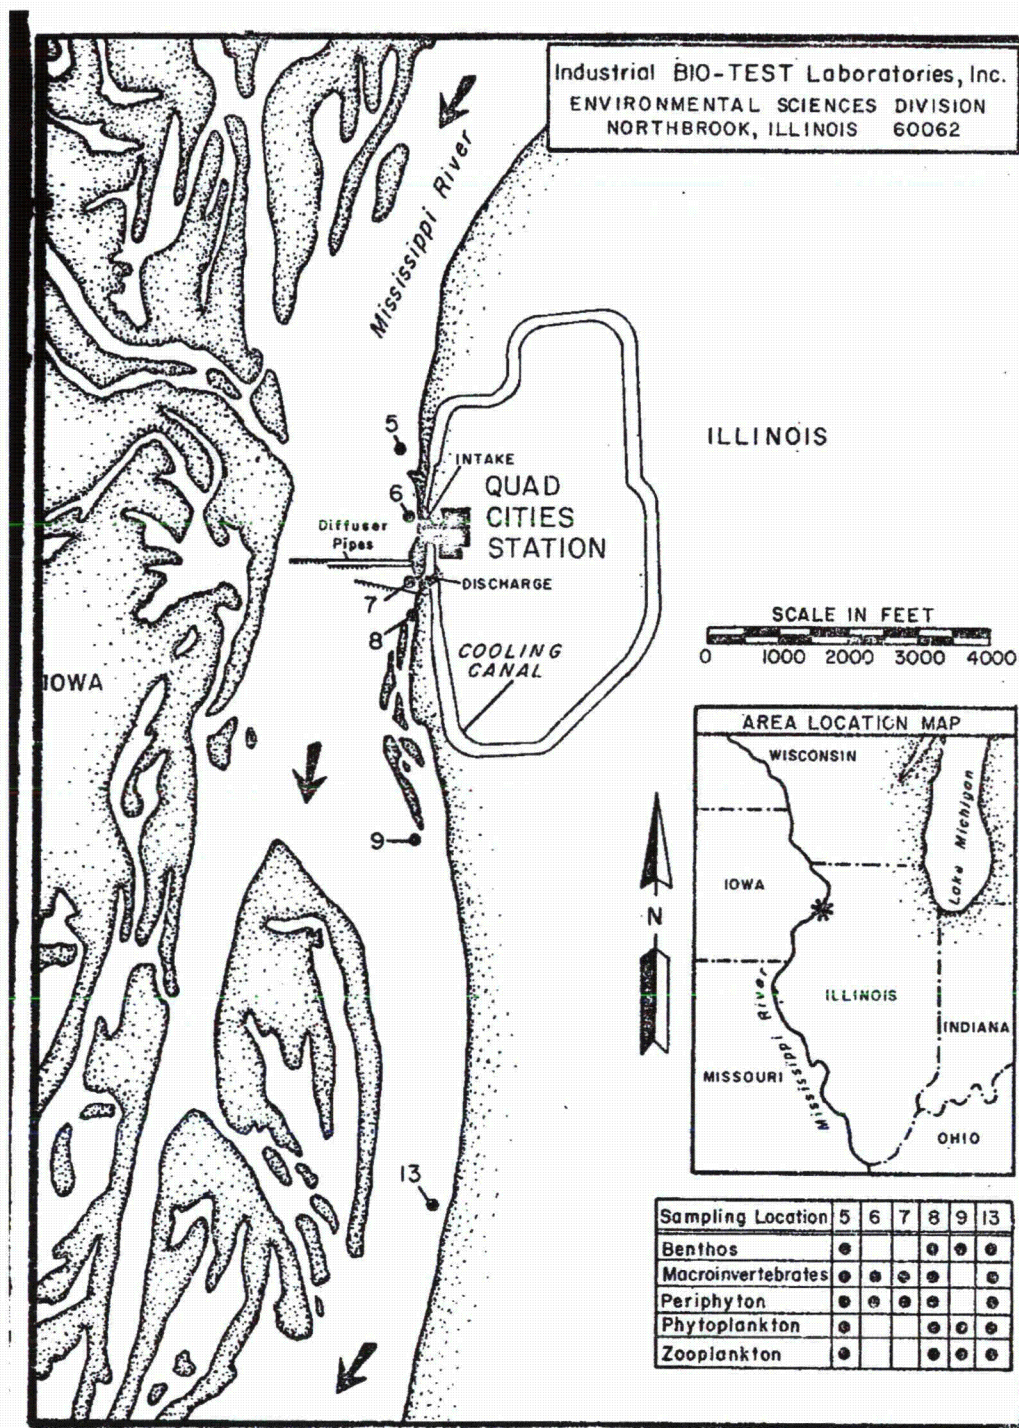 Industrial BIO-TEST Laboratories, Inc.
ENVIRONMENTAL SCIENCES DIVISION
NORTHBROOK, ILLINOIS 60062
Mississippi River
ILLINOIS
5
INTAKE
6
QUAD
CITIES
STATION
Diffuser
Pipes
7
DISCHARGE
8
COOLING
CANAL
IOWA
SCALE IN FEET
0 1000 2000 3000 4000
9
13
N
AREA LOCATION MAP
WISCONSIN
Lake Michigan
IOWA
ILLINOIS
Mississippi River
INDIANA
MISSOURI
OHIO
Sampling Location 5 6 7 8 9 13
Benthos
Macroinvertebrates
Periphyton
Phytoplankton
Zooplankton